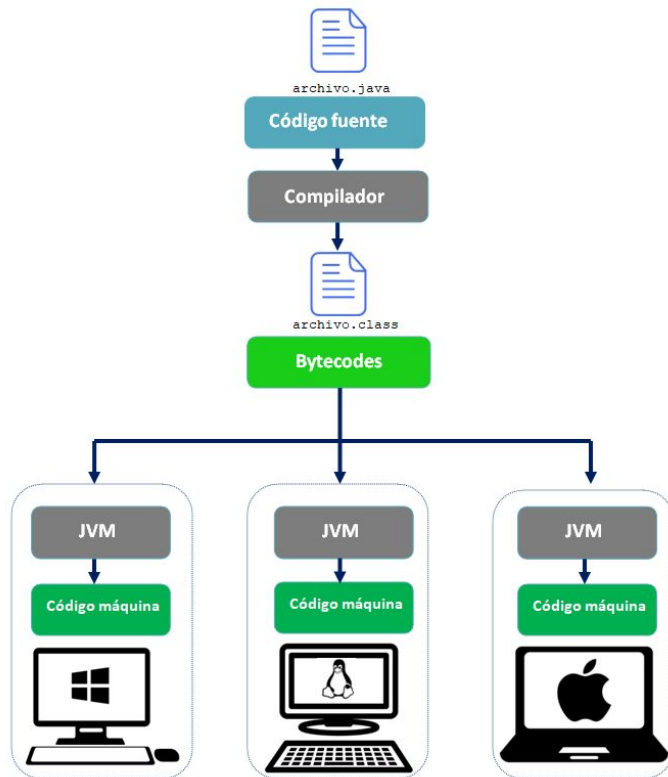 archivo.java
Código fuente
Compilador
archivo.class
Bytecodes
JVM
JVM
JVM
Código máquina
Código máquina
Código máquina